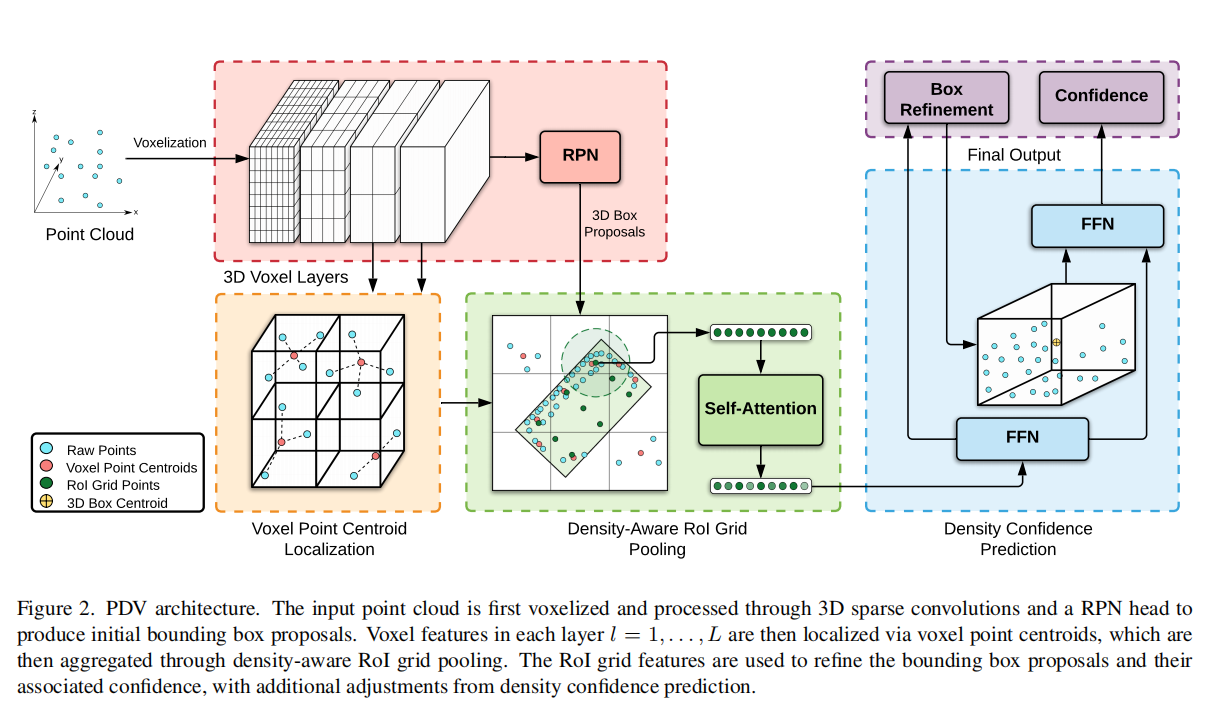 z
y
x
Point Cloud
Voxelization
3D Voxel Layers
RPN
3D Box
Proposals
Box
Refinement
Confidence
Final Output
FFN
FFN
Self-Attention
Raw Points
Voxel Point Centroids
RoI Grid Points
3D Box Centroid
Voxel Point Centroid
Localization
Density-Aware RoI Grid
Pooling
Density Confidence
Prediction
Figure 2. PDV architecture. The input point cloud is first voxelized and processed through 3D sparse convolutions and a RPN head to
produce initial bounding box proposals. Voxel features in each layer l = 1, . . . , L are then localized via voxel point centroids, which are
then aggregated through density-aware RoI grid pooling. The RoI grid features are used to refine the bounding box proposals and their
associated confidence, with additional adjustments from density confidence prediction.